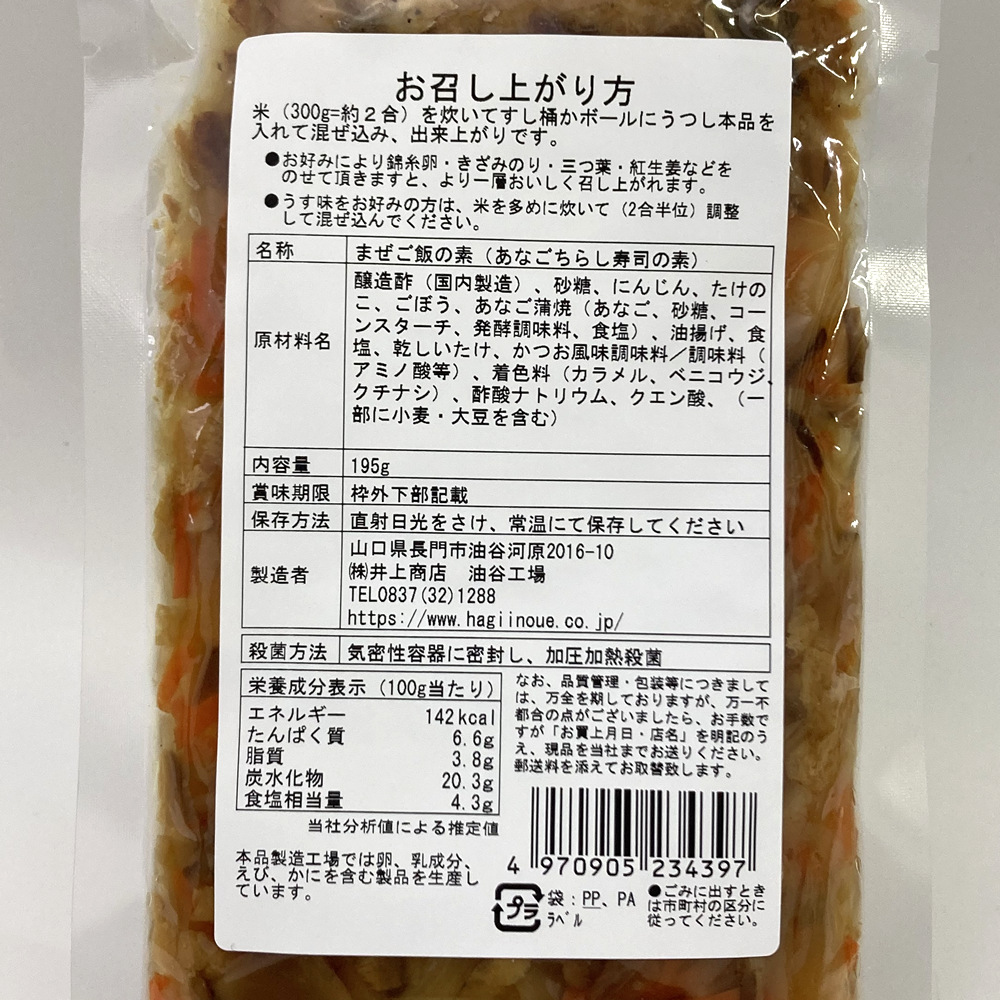 お召し上がり方
米（300g=約２合）を炊いてすし桶かボールにうつし本品を
入れて混ぜ込み、出来上がりです。
●お好みにより錦糸卵・きざみのり・三つ葉・紅生姜などを
のせて頂きますと、より一層おいしく召し上がれます。
●うす味をお好みの方は、米を多めに炊いて（2合半位）調整
して混ぜ込んでください。
名称 まぜご飯の素（あなごちらし寿司の素）
原材料名
醸造酢（国内製造）、砂糖、にんじん、たけの
こ、ごぼう、あなご蒲焼（あなご、砂糖、コー
ンスターチ、発酵調味料、食塩）、油揚げ、食
塩、乾しいたけ、かつお風味調味料／調味料（
アミノ酸等）、着色料（カラメル、ベニコウジ、
クチナシ）、酢酸ナトリウム、クエン酸、（一
部に小麦・大豆を含む）
内容量 195g
賞味期限 枠外下部記載
保存方法 直射日光をさけ、常温にて保存してください
製造者
山口県長門市油谷河原2016-10
㈱井上商店　油谷工場
TEL0837(32)1288
https://www.hagiinoue.co.jp/
殺菌方法 気密性容器に密封し、加圧加熱殺菌
栄養成分表示（100g当たり）
エネルギー 142kcal
たんぱく質 6.6g
脂質 3.8g
炭水化物 20.3g
食塩相当量 4.3g
当社分析値による推定値
なお、品質管理・包装等につきまして
は、万全を期しておりますが、万一不
都合の点がございましたら、お手数で
すが「お買上月日・店名」を明記のう
え、現品を当社までお送りください。
郵送料を添えてお取替致します。
本品製造工場では卵、乳成分、
えび、かにを含む製品を生産し
ています。
4 970905 234397
プラ
袋：PP、PA
ﾗﾍﾞﾙ
●ごみに出すとき
は市町村の区分に
従ってください。